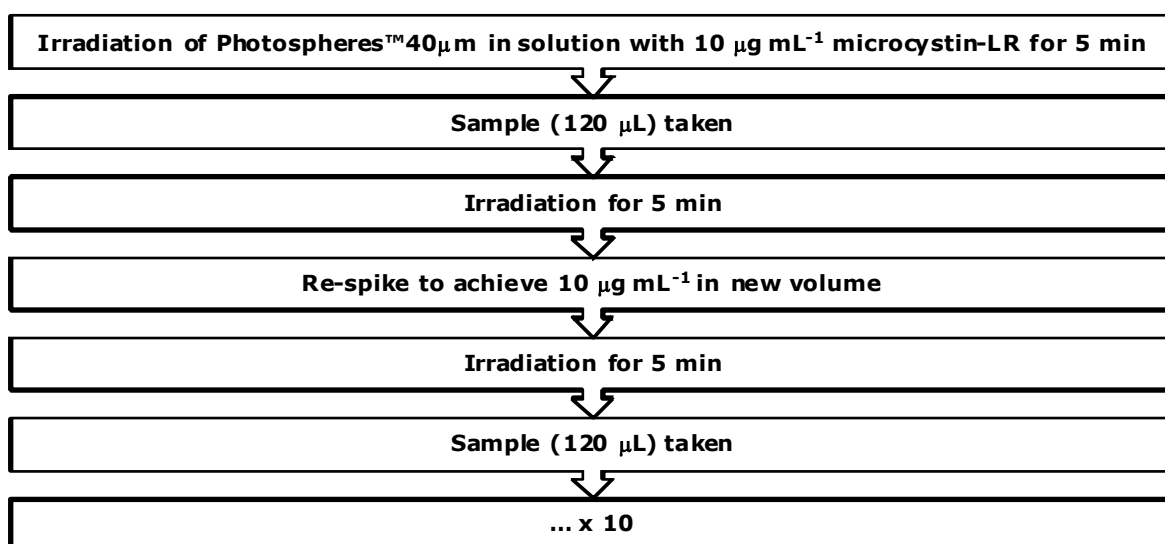 Irradiation of Photospheres™40μm in solution with 10 μg mL⁻¹ microcystin-LR for 5 min
Sample (120 μL) taken
Irradiation for 5 min
Re-spike to achieve 10 μg mL⁻¹ in new volume
Irradiation for 5 min
Sample (120 μL) taken
... x 10